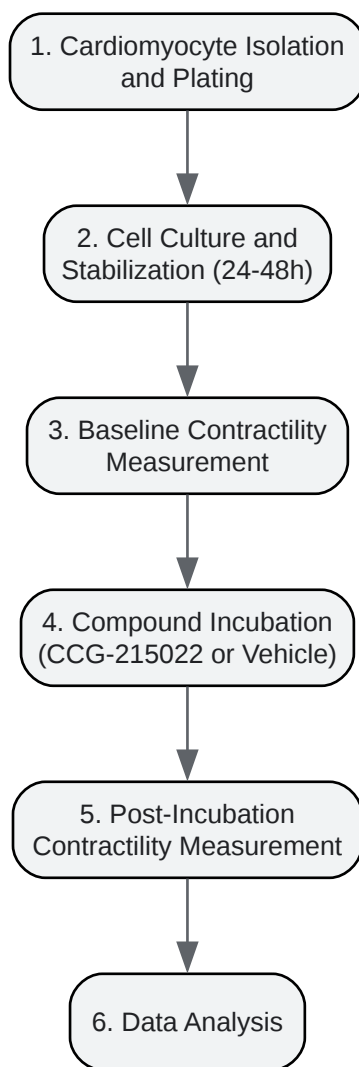 1. Cardiomyocyte Isolation
and Plating
2. Cell Culture and
Stabilization (24-48h)
3. Baseline Contractility
Measurement
4. Compound Incubation
(CCG-215022 or Vehicle)
5. Post-Incubation
Contractility Measurement
6. Data Analysis